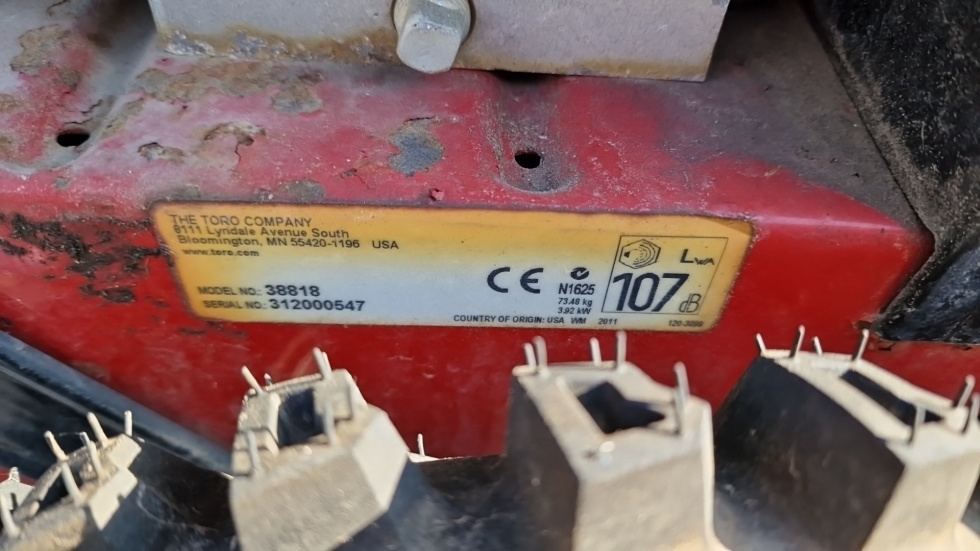 THE TORO COMPANY
8111 Lyndale Avenue South
Bloomington, MN 55420-1196 USA
www.toro.com
MODEL NO.: 38818
SERIAL NO.: 312000547
CE
N1625
73.48 kg
3.92 kW
LWA
107 dB
COUNTRY OF ORIGIN: USA WM 2011